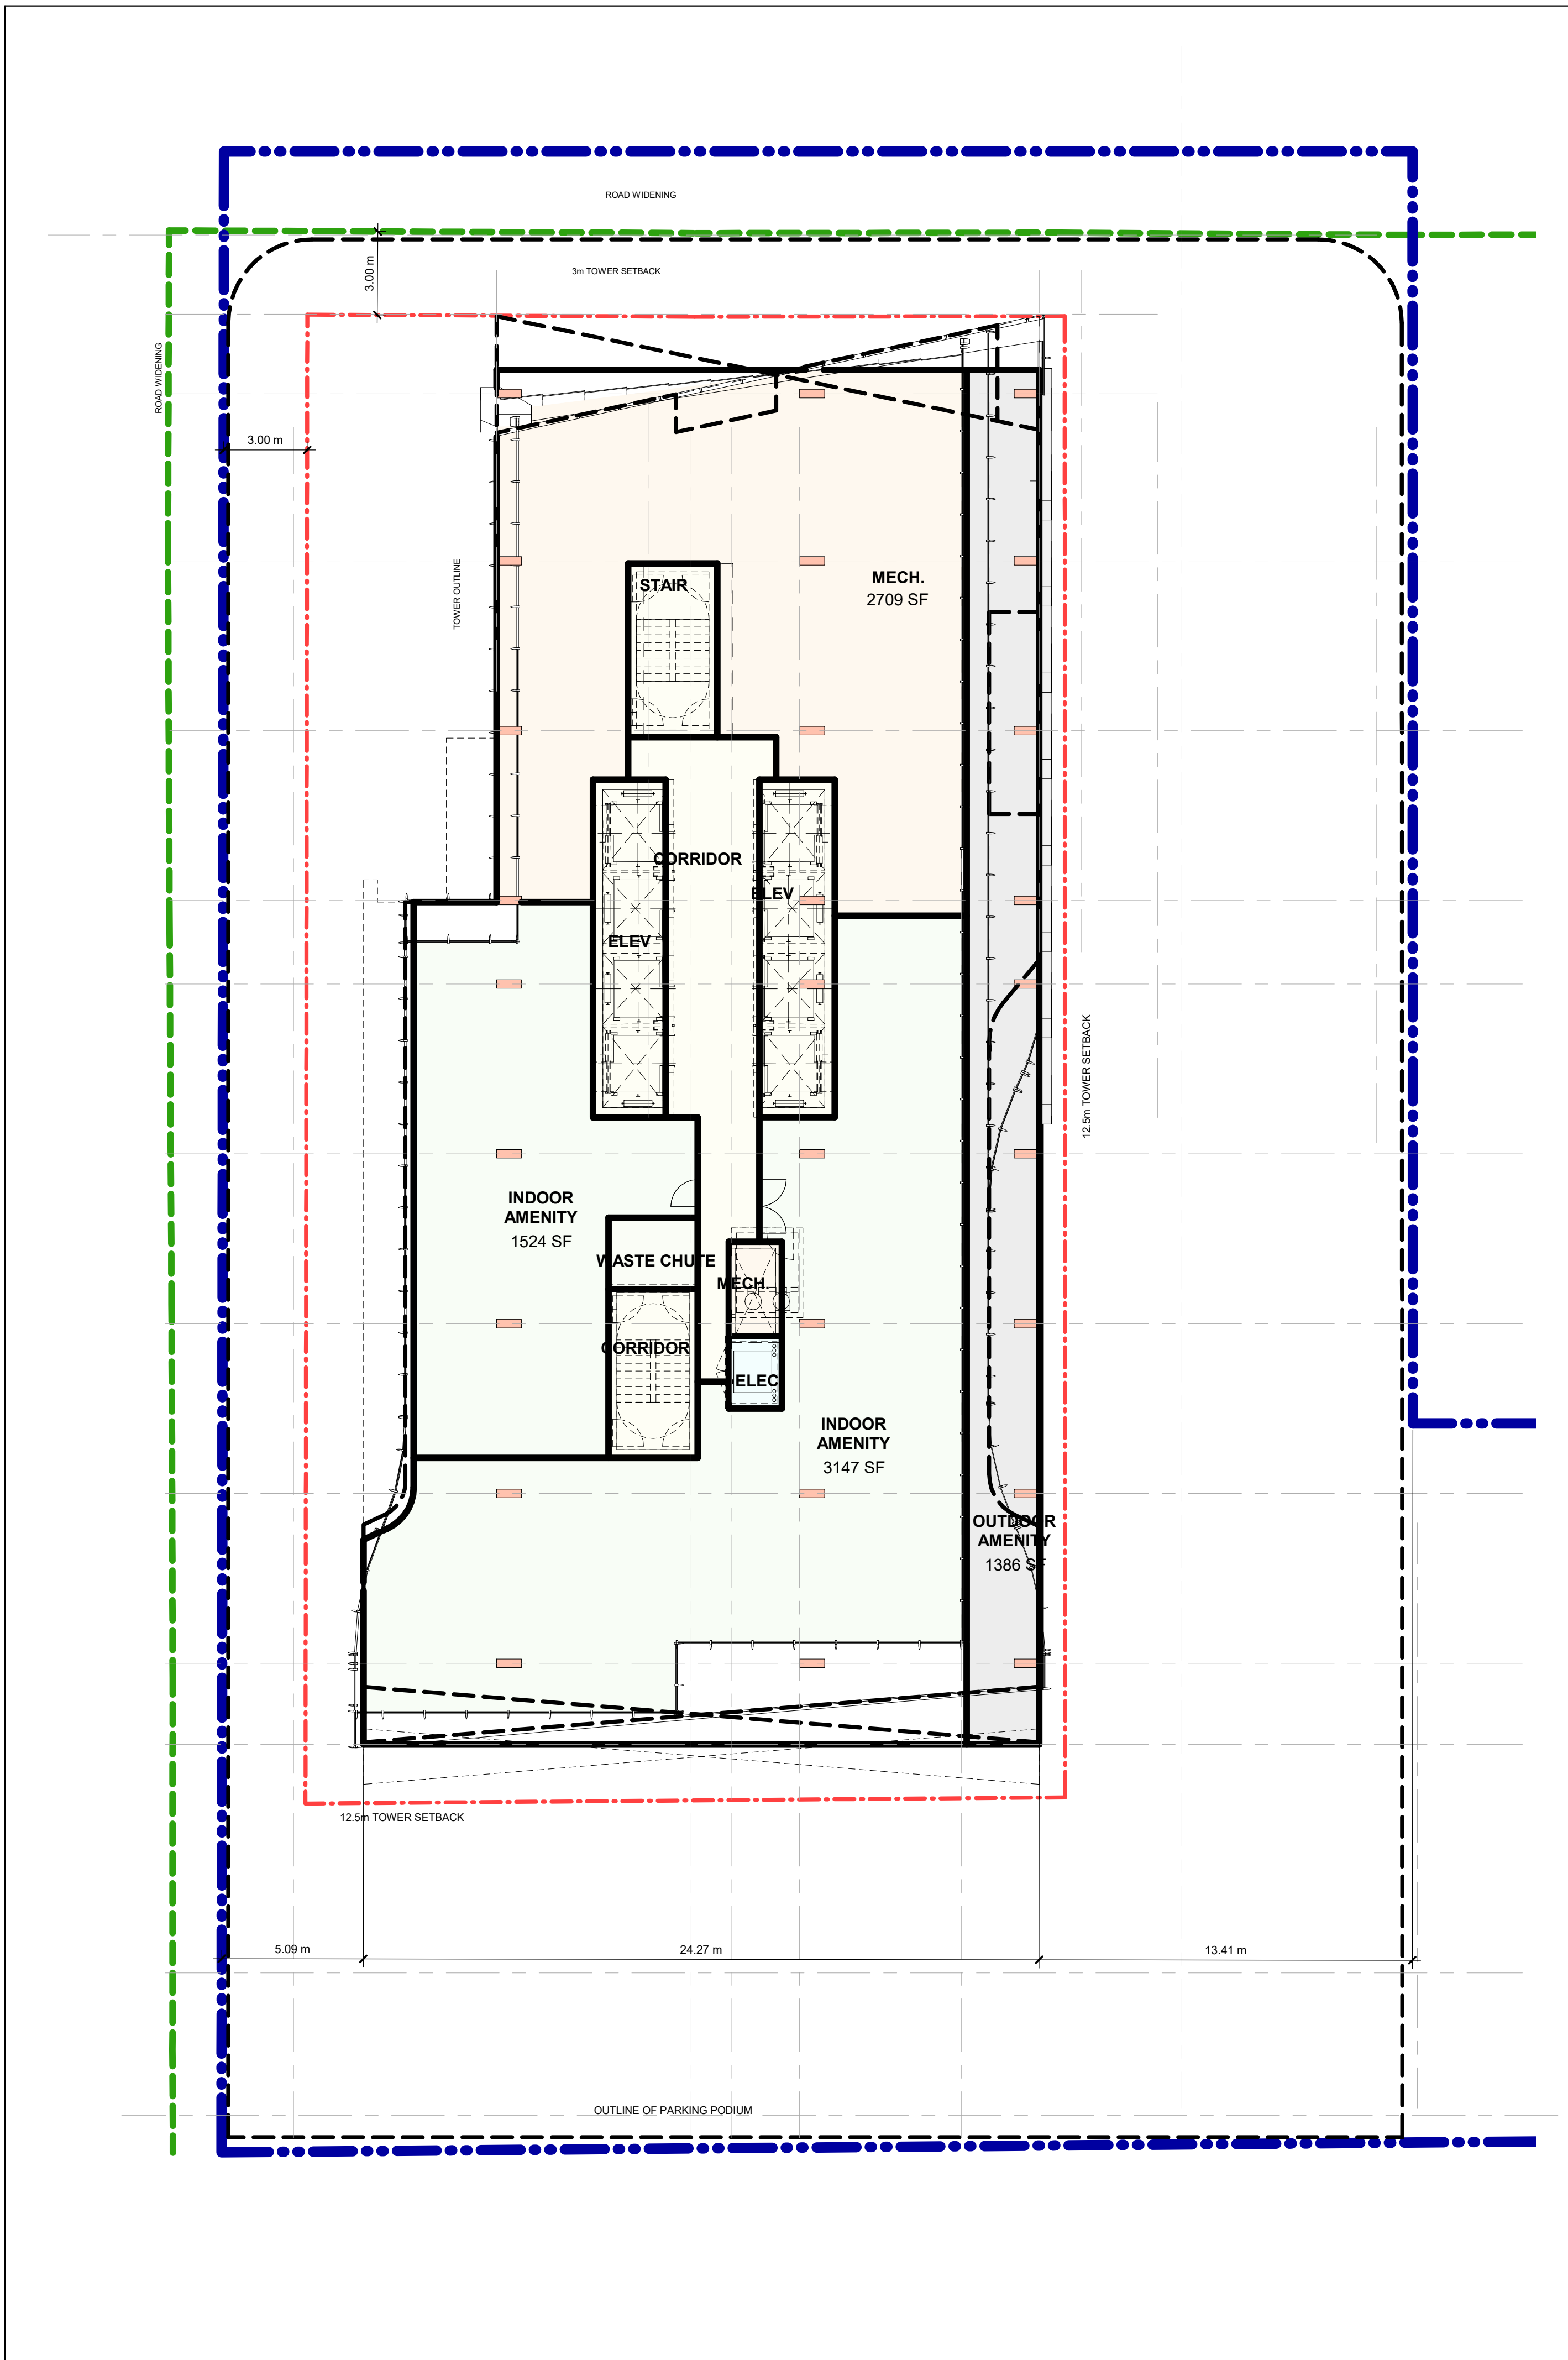 ROAD WIDENING
3m TOWER SETBACK
3.00 m
ROAD WIDENING
3.00 m
TOWER OUTLINE
STAIR
MECH.
2709 SF
CORRIDOR
ELEV
ELEV
12.5m TOWER SETBACK
INDOOR
AMENITY
1524 SF
WASTE CHUTE
MECH.
CORRIDOR
ELEC
INDOOR
AMENITY
3147 SF
OUTDOOR
AMENITY
1386 SF
12.5m TOWER SETBACK
5.09 m
24.27 m
13.41 m
OUTLINE OF PARKING PODIUM